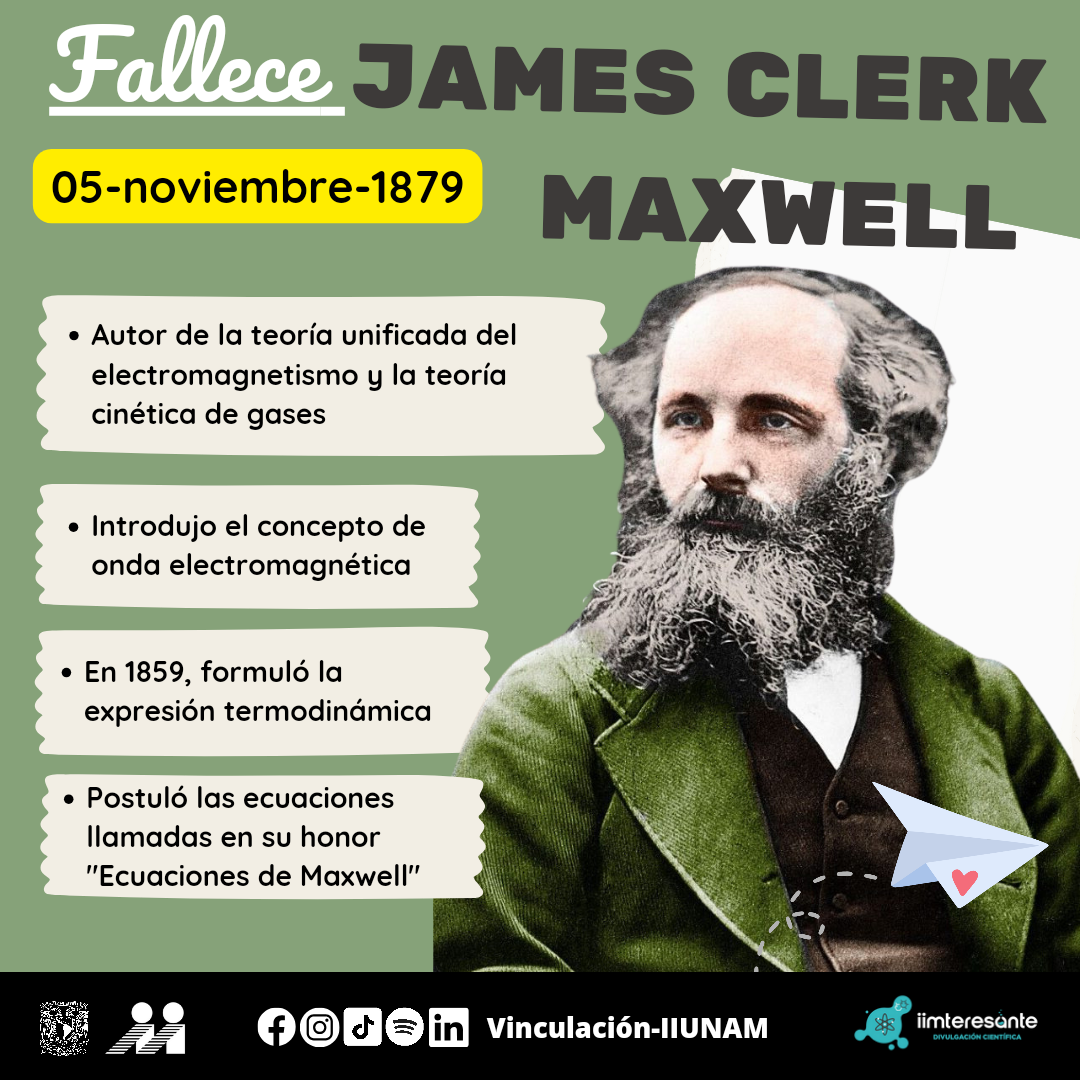 Fallece JAMES CLERK
MAXWELL
05-noviembre-1879
• Autor de la teoría unificada del
electromagnetismo y la teoría
cinética de gases
• Introdujo el concepto de
onda electromagnética
• En 1859, formuló la
expresión termodinámica
• Postuló las ecuaciones
llamadas en su honor
"Ecuaciones de Maxwell"
Vinculación-IIUNAM
iimteresánte
DIVULGACIÓN CIENTÍFICA